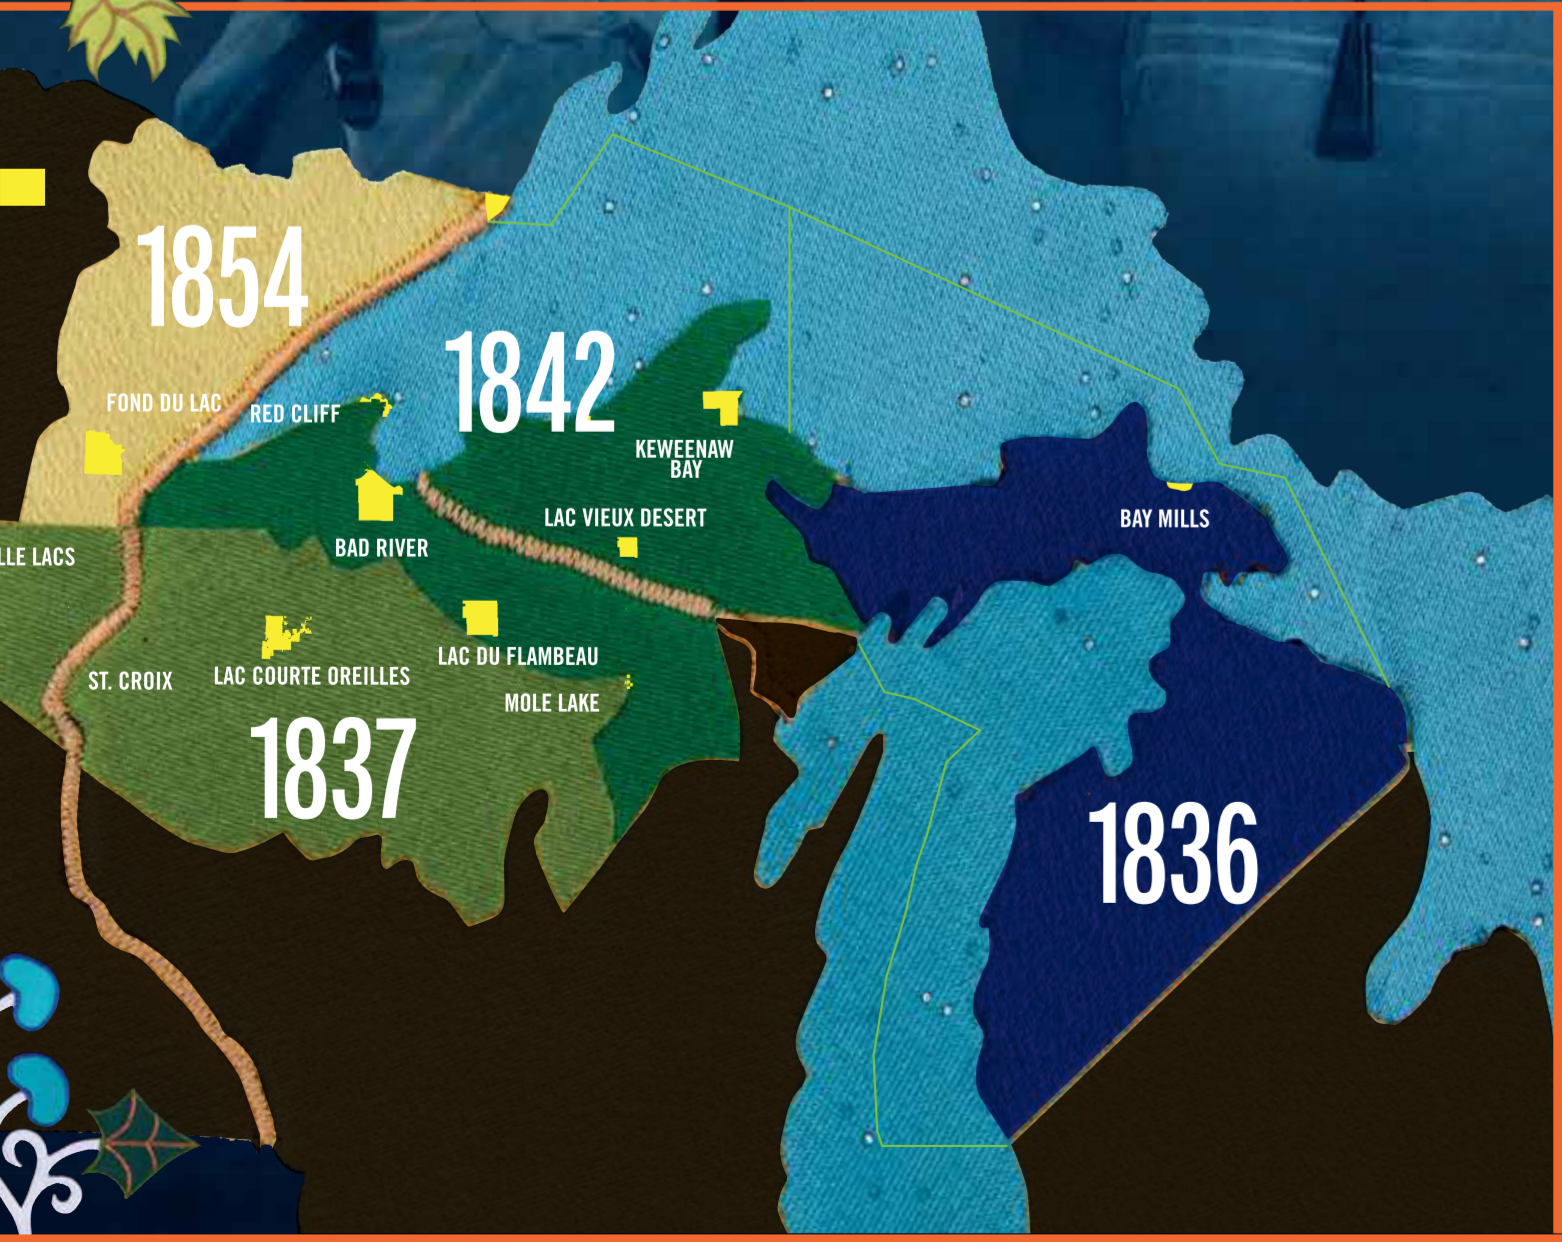 1854
1842
FOND DU LAC
RED CLIFF
KEWEENAW
BAY
LAC VIEUX DESERT
BAY MILLS
BAD RIVER
LLE LACS
LAC DU FLAMBEAU
ST. CROIX
LAC COURTE OREILLES
MOLE LAKE
1837
1836